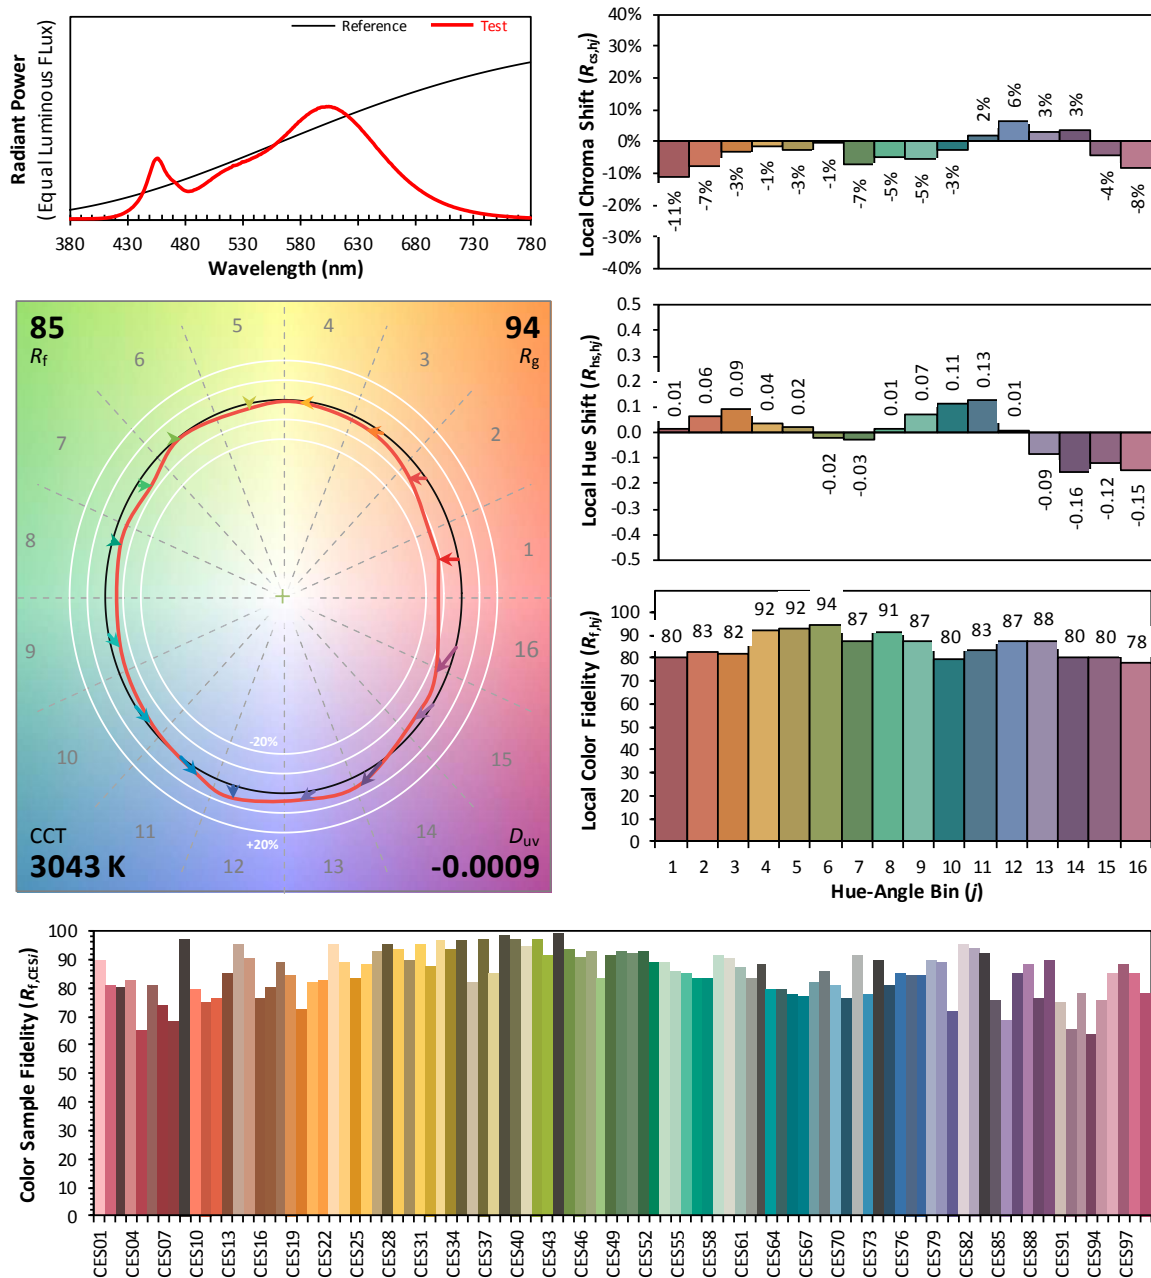 Reference
Test
Radiant Power
(Equal Luminous FLux)
380 430 480 530 580 630 680 730 780
Wavelength (nm)
Local Chroma Shift (Rcs,hj)
40%
30%
20%
10%
0%
-10%
-20%
-30%
-40%
-11% -7% -3% -1% -3% -1% -7% -5% -5% -3% 2% 6% 3% 3% -4% -8%
85
Rf
94
Rg
5 4
6 3
7 2
8 1
9 16
10 15
11 14
12 13
-20%
+20%
CCT
3043 K
Duv
-0.0009
Local Hue Shift (Rhs,hj)
0.5
0.4
0.3
0.2
0.1
0.0
-0.1
-0.2
-0.3
-0.4
-0.5
0.01 0.06 0.09 0.04 0.02 -0.02 -0.03 0.01 0.07 0.11 0.13 0.01 -0.09 -0.16 -0.12 -0.15
Local Color Fidelity (Rf,hj)
100
90
80
70
60
50
40
30
20
10
0
80 83 82 92 92 94 87 91 87 80 83 87 88 80 80 78
1 2 3 4 5 6 7 8 9 10 11 12 13 14 15 16
Hue-Angle Bin (j)
Color Sample Fidelity (Rf,CESi)
100
90
80
70
60
50
40
30
20
10
0
CES01 CES04 CES07 CES10 CES13 CES16 CES19 CES22 CES25 CES28 CES31 CES34 CES37 CES40 CES43 CES46 CES49 CES52 CES55 CES58 CES61 CES64 CES67 CES70 CES73 CES76 CES79 CES82 CES85 CES88 CES91 CES94 CES97